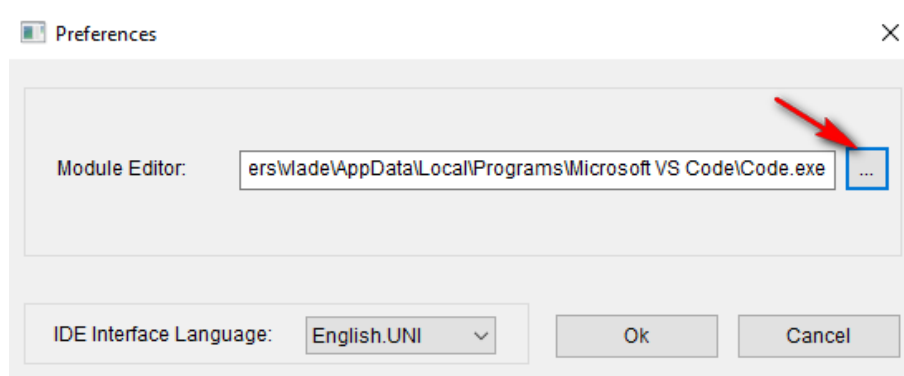 Preferences
Module Editor: ers\vlade\AppData\Local\Programs\Microsoft VS Code\Code.exe ...
IDE Interface Language: English.UNI Ok Cancel